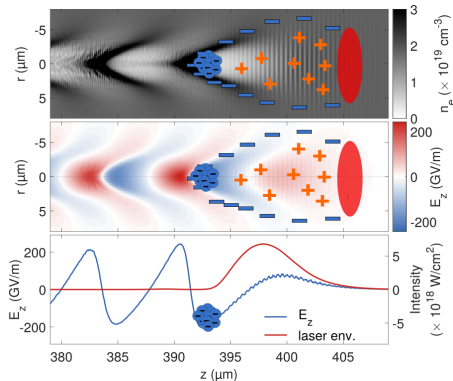 -5
0
5
r (μm)
3
2
1
0
n_e (× 10^19 cm^-3)
-5
0
5
r (μm)
200
0
-200
E_z (GV/m)
200
0
-200
E_z (GV/m)
5
0
-5
Intensity
(× 10^18 W/cm^2)
E_z
laser env.
380 385 390 395 400 405
z (μm)